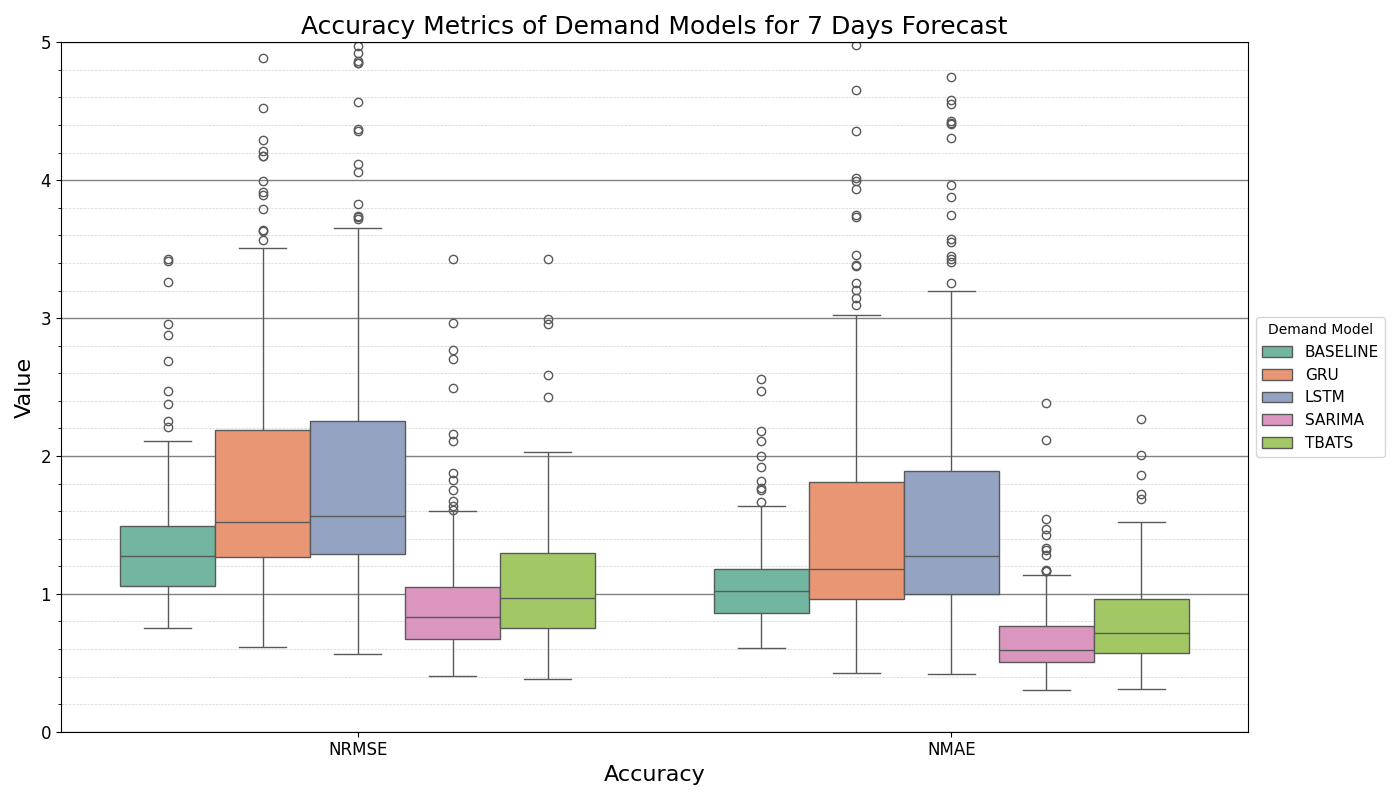 Accuracy Metrics of Demand Models for 7 Days Forecast
5
4
3
2
1
0
Value
NRMSE
NMAE
Accuracy
Demand Model
BASELINE
GRU
LSTM
SARIMA
TBATS